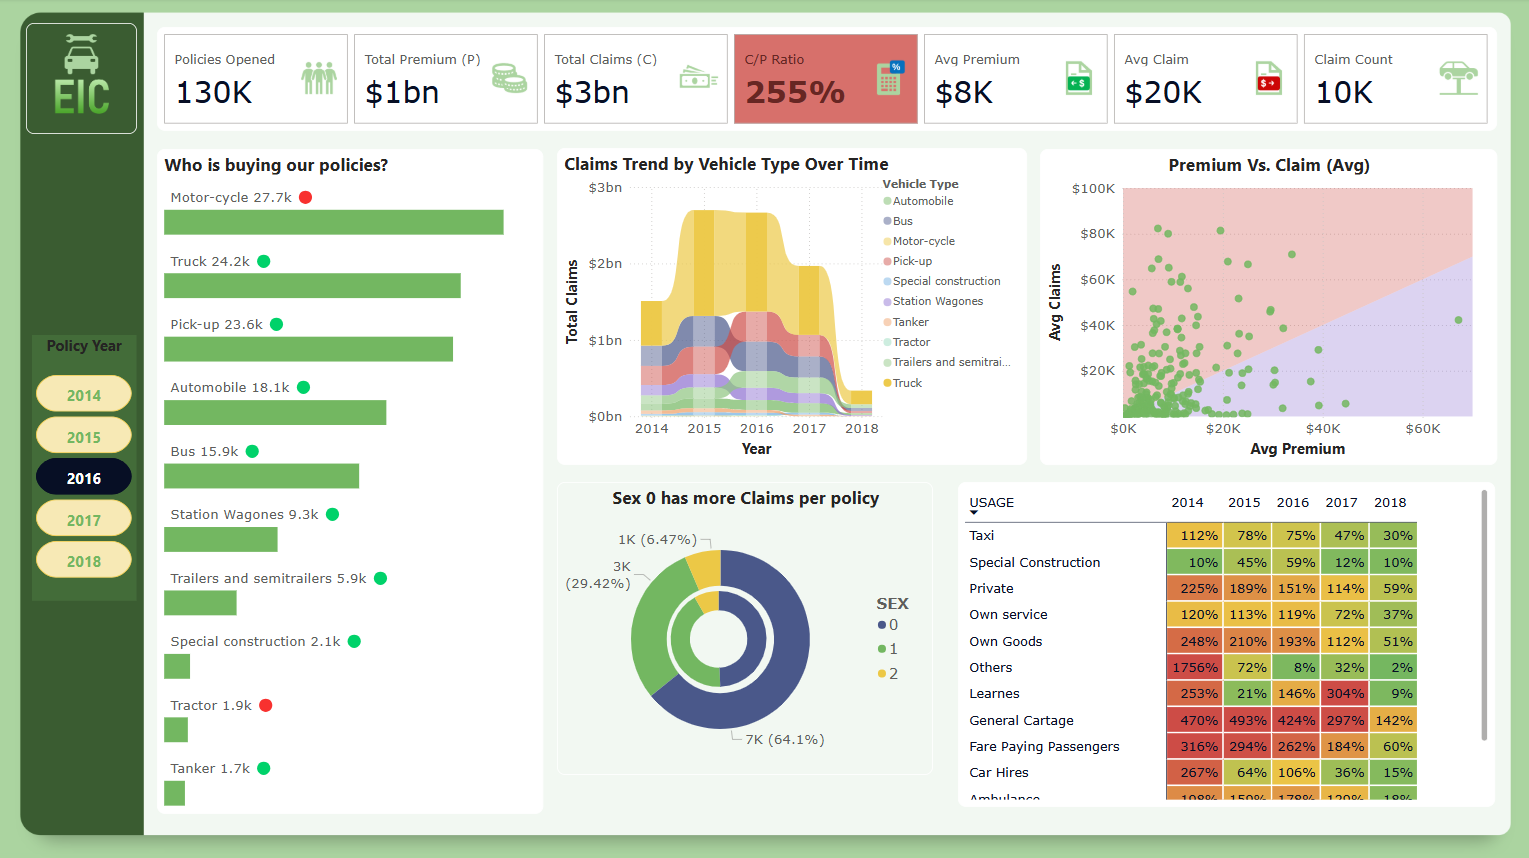 EIC
Policies Opened
130K
Total Premium (P)
$1bn
Total Claims (C)
$3bn
C/P Ratio
%
255%
Avg Premium
$
$8K
Avg Claim
$
$20K
Claim Count
10K
Policy Year
2014
2015
2016
2017
2018
Who is buying our policies?
Motor-cycle 27.7k
Truck 24.2k
Pick-up 23.6k
Automobile 18.1k
Bus 15.9k
Station Wagones 9.3k
Trailers and semitrailers 5.9k
Special construction 2.1k
Tractor 1.9k
Tanker 1.7k
Claims Trend by Vehicle Type Over Time
Total Claims
$3bn
$2bn
$1bn
$0bn
2014 2015 2016 2017 2018
Year
Vehicle Type
Automobile
Bus
Motor-cycle
Pick-up
Special construction
Station Wagones
Tanker
Tractor
Trailers and semitrai...
Truck
Premium Vs. Claim (Avg)
Avg Claims
$100K
$80K
$60K
$40K
$20K
$0K $20K $40K $60K
Avg Premium
Sex 0 has more Claims per policy
1K (6.47%)
3K
(29.42%)
7K (64.1%)
SEX
0
1
2
USAGE 2014 2015 2016 2017 2018
Taxi 112% 78% 75% 47% 30%
Special Construction 10% 45% 59% 12% 10%
Private 225% 189% 151% 114% 59%
Own service 120% 113% 119% 72% 37%
Own Goods 248% 210% 193% 112% 51%
Others 1756% 72% 8% 32% 2%
Learnes 253% 21% 146% 304% 9%
General Cartage 470% 493% 424% 297% 142%
Fare Paying Passengers 316% 294% 262% 184% 60%
Car Hires 267% 64% 106% 36% 15%
Ambulance 178% 18%